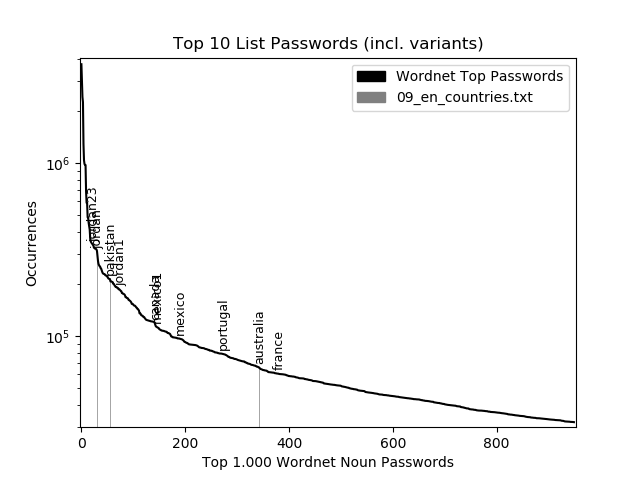 Top 10 List Passwords (incl. variants)
Wordnet Top Passwords
09_en_countries.txt
Occurrences
10^6
10^5
jordan23
jordan
pakistan
jordan1
canada
mexico1
mexico
portugal
australia
france
0 200 400 600 800
Top 1.000 Wordnet Noun Passwords